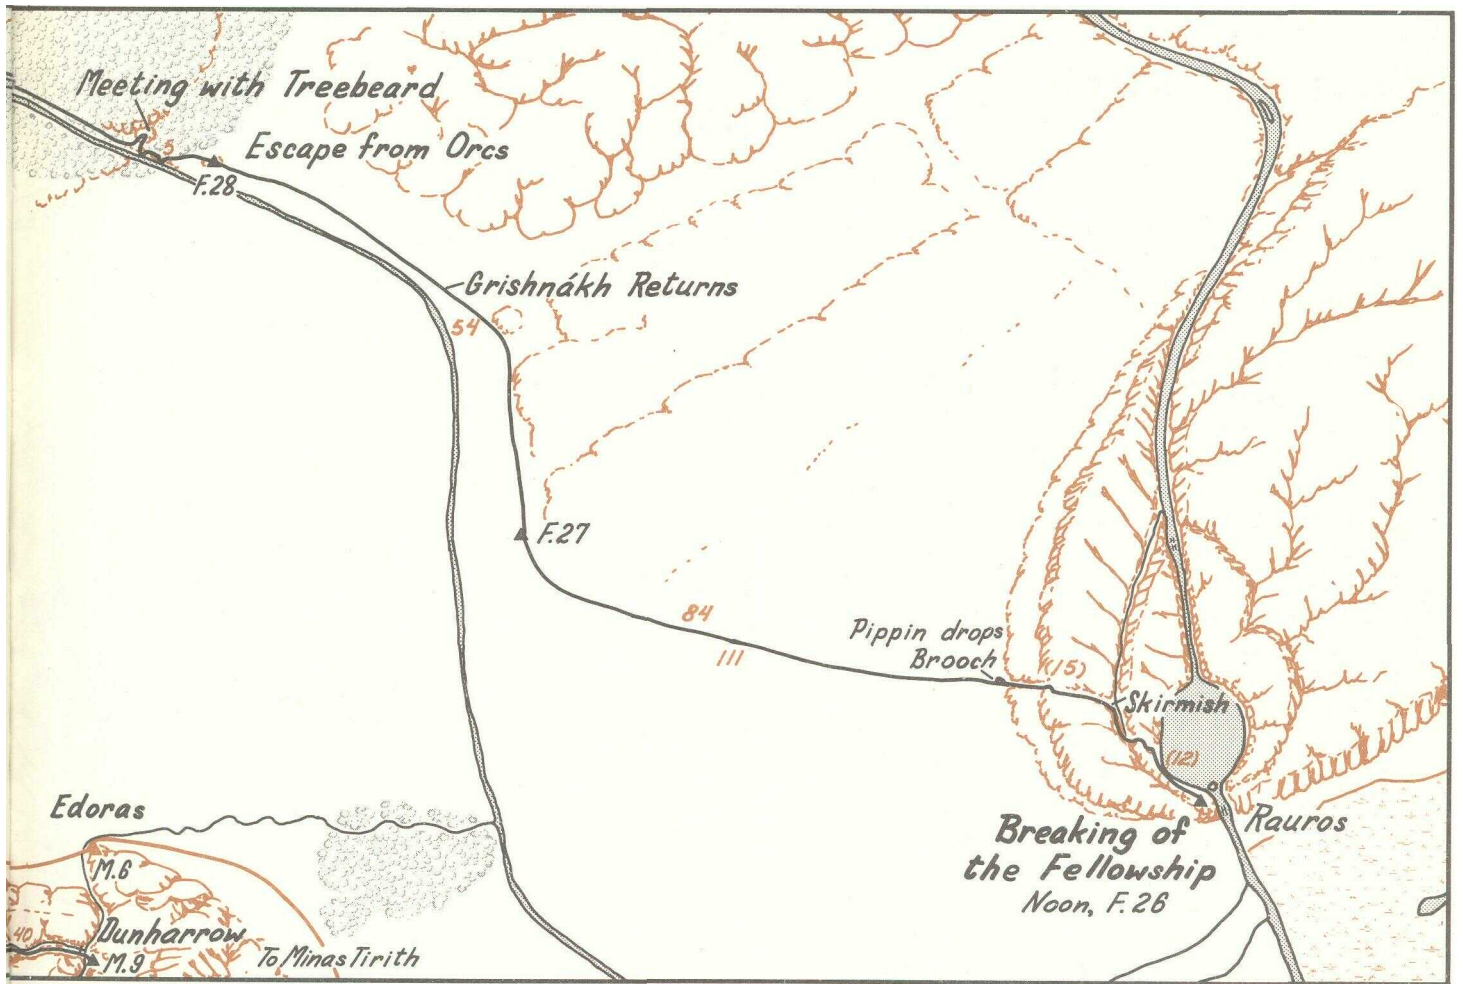 Meeting with Treebeard
5
Escape from Orcs
F.28
Grishnákh Returns
54
F.27
84
111
Pippin drops
Brooch
(15)
Skirmish
(12)
Rauros
Breaking of
the Fellowship
Noon, F.26
Edoras
M.6
Dunharrow
40
M.9
To Minas Tirith